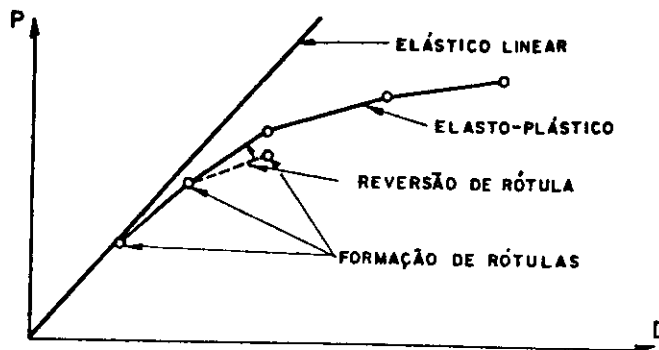 P
ELÁSTICO LINEAR
ELASTO-PLÁSTICO
REVERSÃO DE RÓTULA
FORMAÇÃO DE RÓTULAS